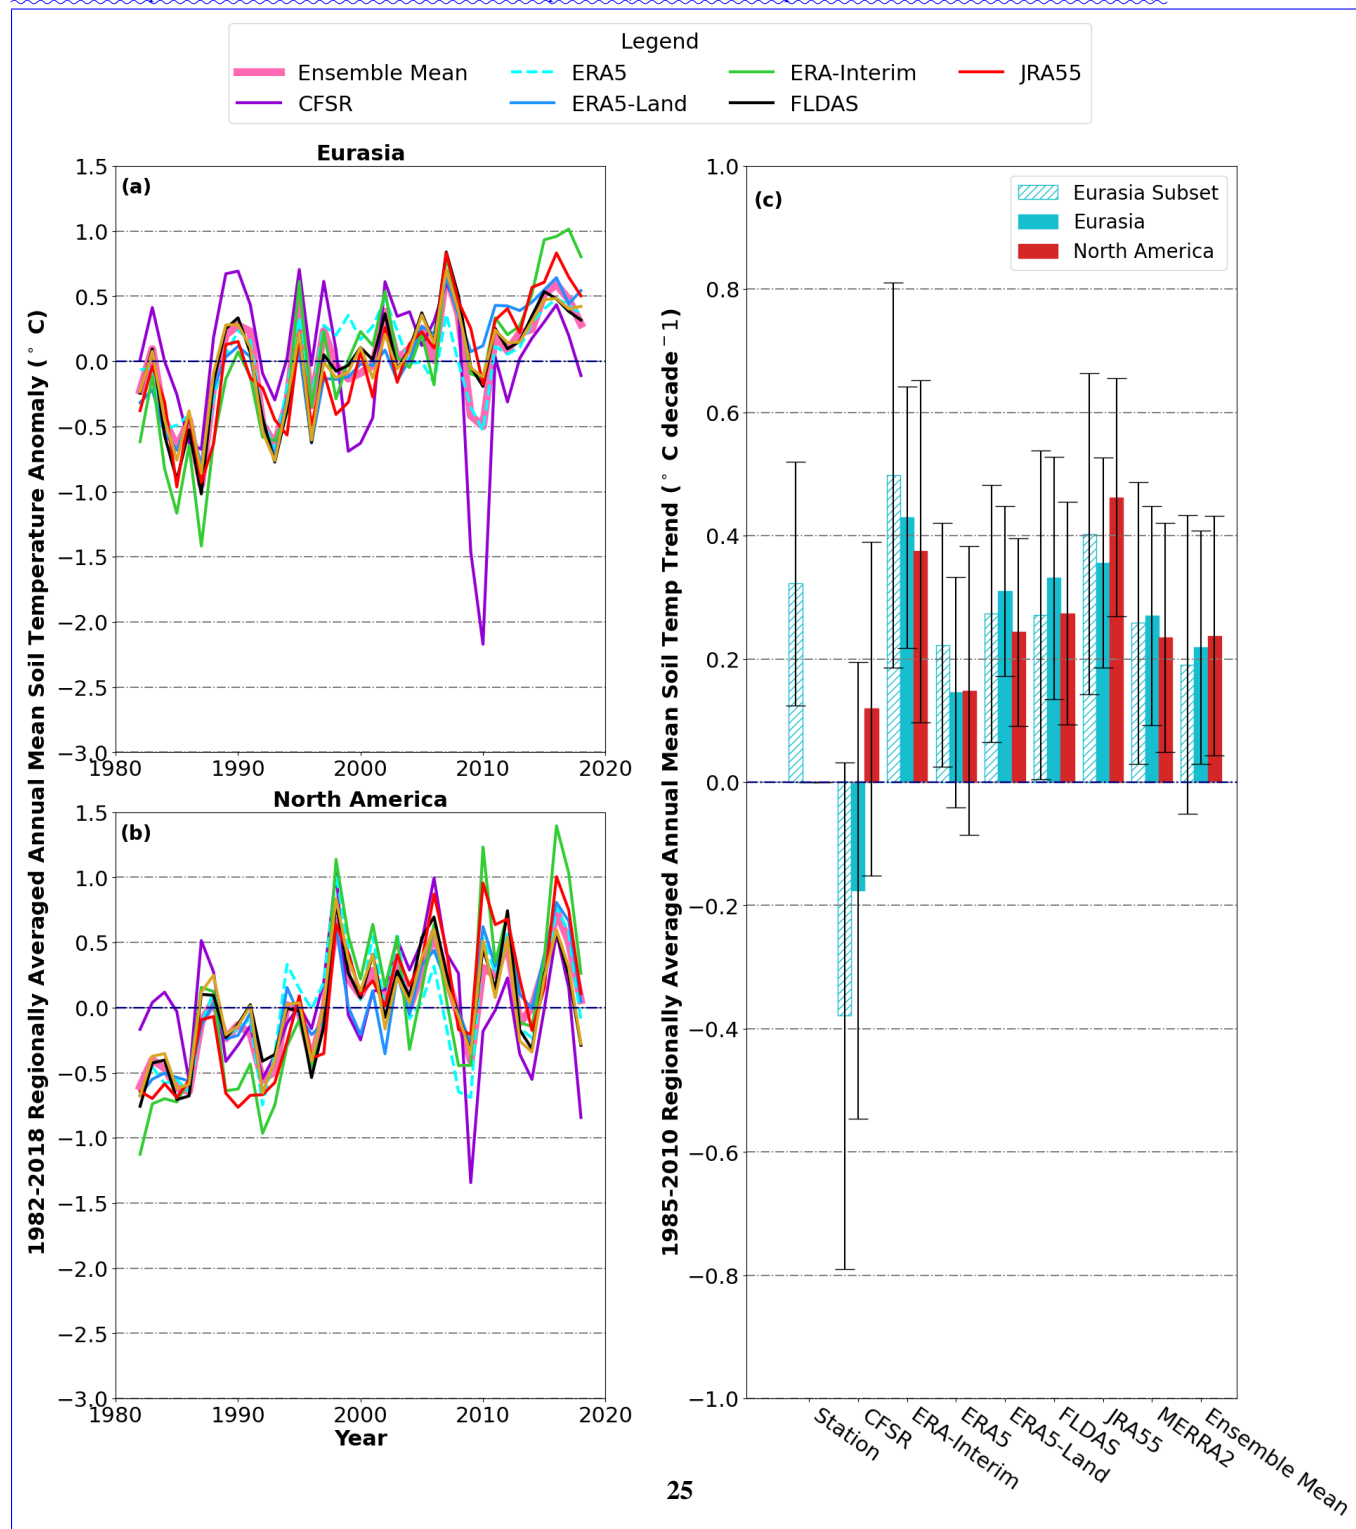 Legend
Ensemble Mean
CFSR
ERA5
ERA5-Land
ERA-Interim
FLDAS
JRA55
1982-2018 Regionally Averaged Annual Mean Soil Temperature Anomaly (° C)
Eurasia
(a)
1.5
1.0
0.5
0.0
−0.5
−1.0
−1.5
−2.0
−2.5
−3.0
1980
1990
2000
2010
2020
North America
(b)
1.5
1.0
0.5
0.0
−0.5
−1.0
−1.5
−2.0
−2.5
−3.0
1980
1990
2000
2010
2020
Year
1985-2010 Regionally Averaged Annual Mean Soil Temp Trend (° C decade−1)
(c)
Eurasia Subset
Eurasia
North America
1.0
0.8
0.6
0.4
0.2
0.0
−0.2
−0.4
−0.6
−0.8
−1.0
Station
CFSR
ERA-Interim
ERA5
ERA5-Land
FLDAS
JRA55
MERRA2
Ensemble Mean
25